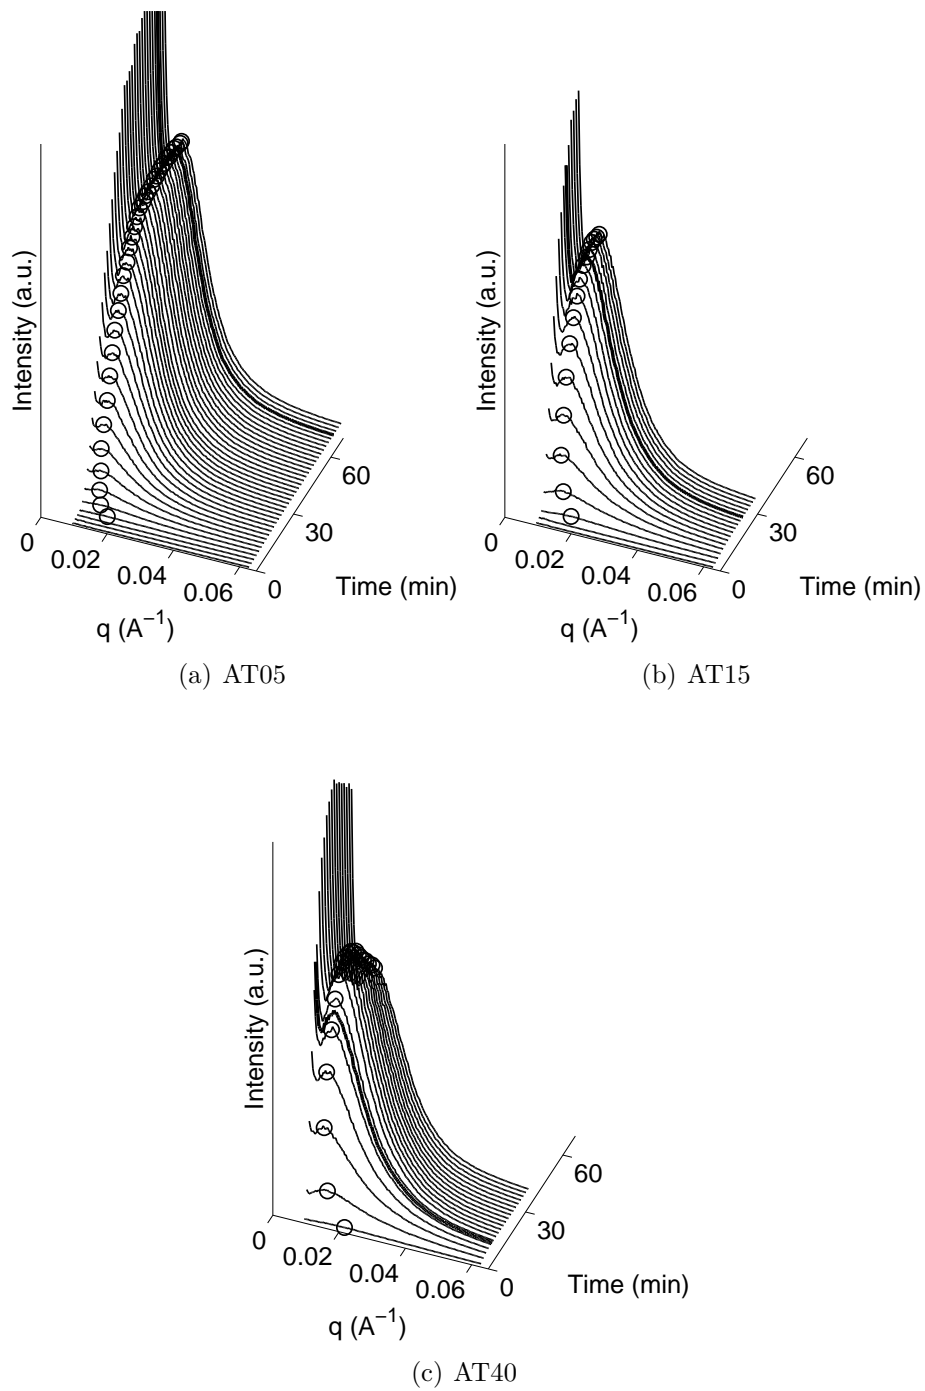 Intensity (a.u.)
0
0.02
0.04
0.06
q (A⁻¹)
0
30
60
Time (min)
(a) AT05
Intensity (a.u.)
0
0.02
0.04
0.06
q (A⁻¹)
0
30
60
Time (min)
(b) AT15
Intensity (a.u.)
0
0.02
0.04
0.06
q (A⁻¹)
0
30
60
Time (min)
(c) AT40